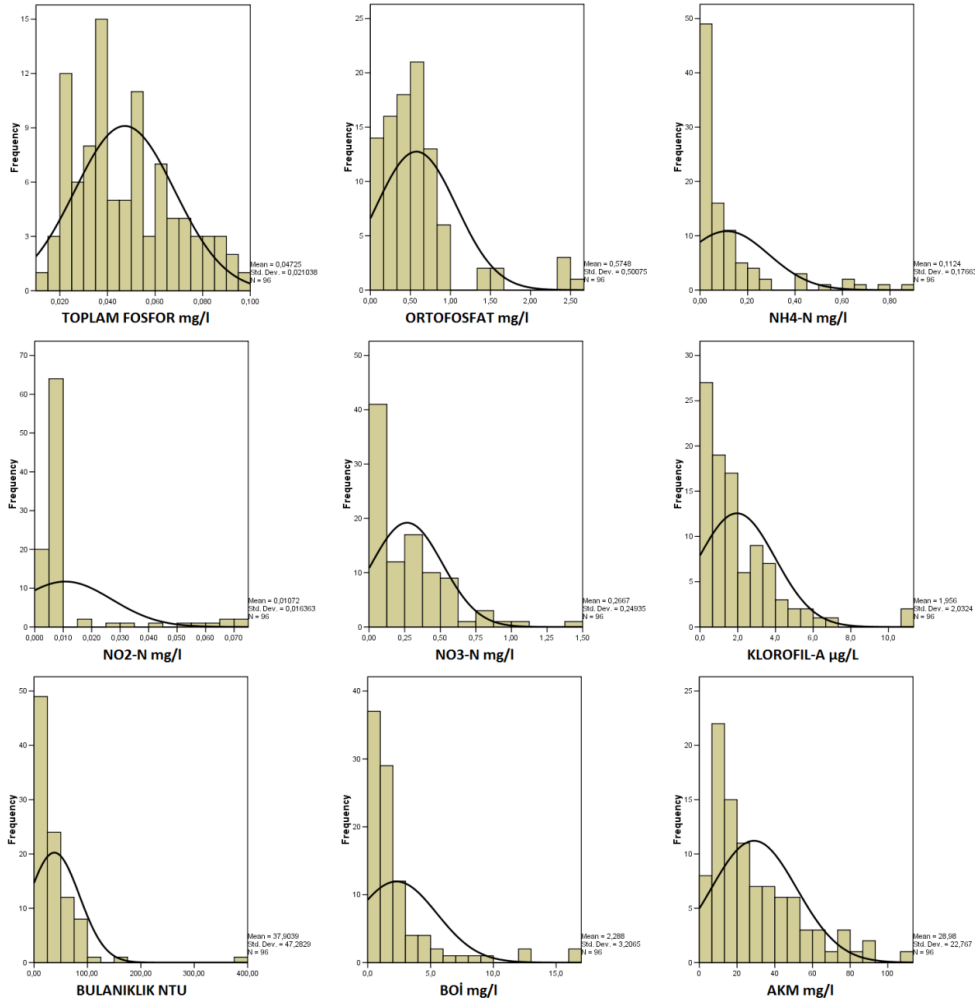 Frequency
15
12
9
6
3
0
0,020 0,040 0,060 0,080 0,100
Mean = 0,04725
Std. Dev. = 0,021038
N = 96
TOPLAM FOSFOR mg/l
Frequency
25
20
15
10
5
0
0,00 0,50 1,00 1,50 2,00 2,50
Mean = 0,5748
Std. Dev. = 0,50075
N = 96
ORTOFOSFAT mg/l
Frequency
50
40
30
20
10
0
0,00 0,20 0,40 0,60 0,80
Mean = 0,1124
Std. Dev. = 0,17663
N = 96
NH4-N mg/l
Frequency
70
60
50
40
30
20
10
0
0,000 0,010 0,020 0,030 0,040 0,050 0,060 0,070
Mean = 0,01072
Std. Dev. = 0,016363
N = 96
NO2-N mg/l
Frequency
50
40
30
20
10
0
0,00 0,25 0,50 0,75 1,00 1,25 1,50
Mean = 0,2667
Std. Dev. = 0,24935
N = 96
NO3-N mg/l
Frequency
30
25
20
15
10
5
0
0,0 2,0 4,0 6,0 8,0 10,0
Mean = 1,956
Std. Dev. = 2,0324
N = 96
KLOROFIL-A µg/L
Frequency
50
40
30
20
10
0
0,00 100,00 200,00 300,00 400,00
Mean = 37,9039
Std. Dev. = 47,2829
N = 96
BULANIKLIK NTU
Frequency
40
30
20
10
0
0,0 5,0 10,0 15,0
Mean = 2,288
Std. Dev. = 3,2065
N = 96
BOİ mg/l
Frequency
25
20
15
10
5
0
0 20 40 60 80 100
Mean = 28,98
Std. Dev. = 22,767
N = 96
AKM mg/l